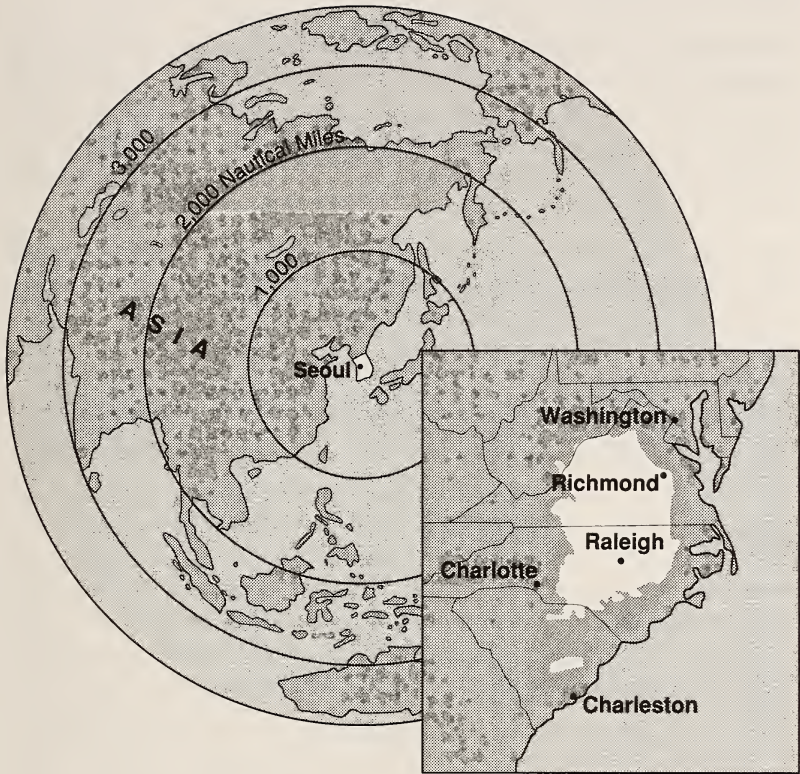 3,000
2,000 Nautical Miles
1,000
ASIA
Seoul
Washington
Richmond
Raleigh
Charlotte
Charleston